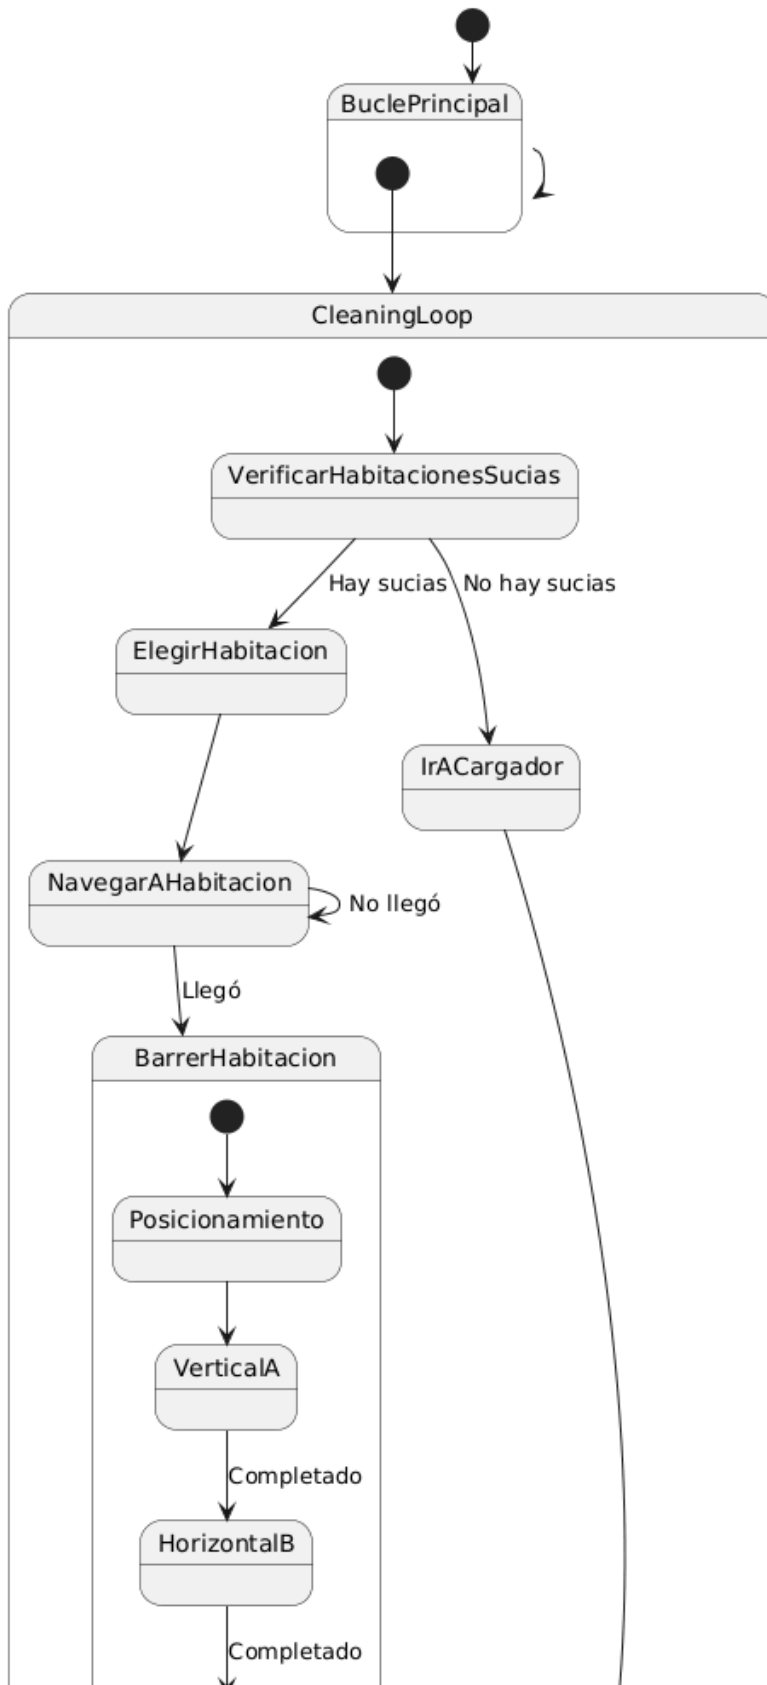 BuclePrincipal
CleaningLoop
VerificarHabitacionesSucias
Hay sucias
No hay sucias
ElegirHabitacion
IrACargador
NavegarAHabitacion
No llegó
Llegó
BarrerHabitacion
Posicionamiento
VerticalA
Completado
HorizontalB
Completado